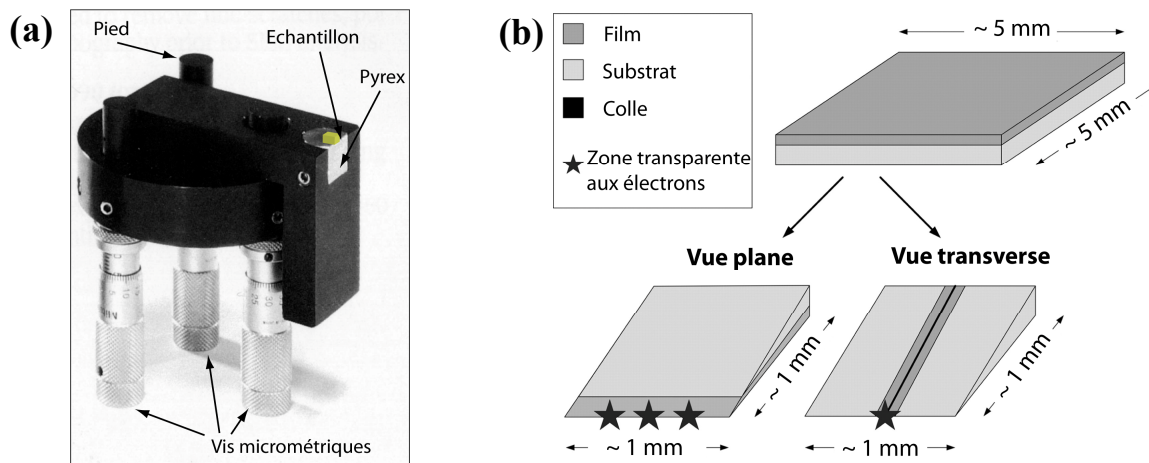 (a)
Pied
Echantillon
Pyrex
Vis micrométriques
(b)
Film
Substrat
Colle
Zone transparente
aux électrons
~ 5 mm
~ 5 mm
Vue plane
Vue transverse
~ 1 mm
~ 1 mm
~ 1 mm
~ 1 mm